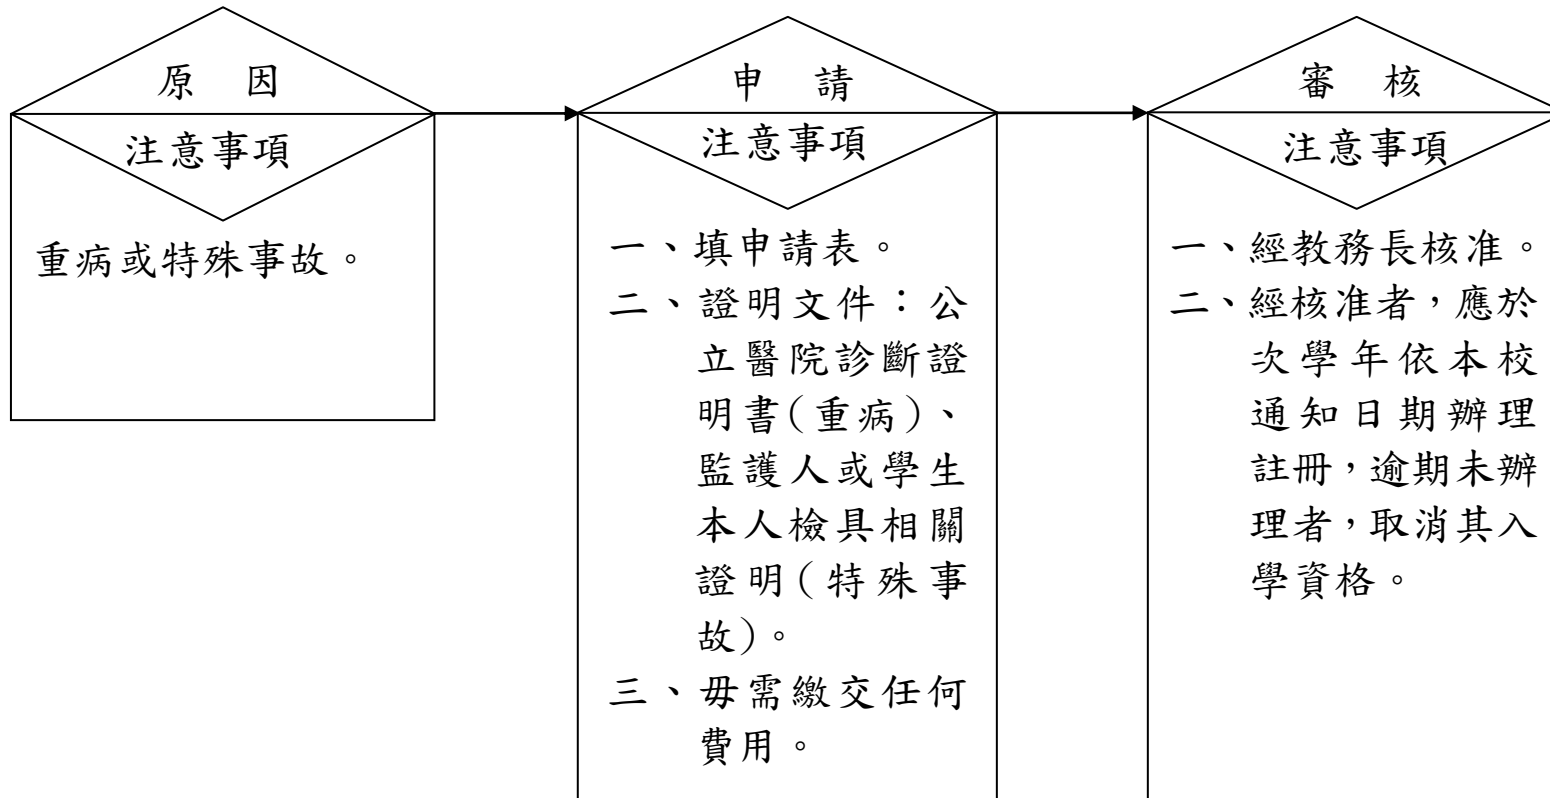 原 因
注意事項
重病或特殊事故。
申 請
注意事項
一、填申請表。
二、證明文件：公
立醫院診斷證
明書(重病)、
監護人或學生
本人檢具相關
證明(特殊事
故)。
三、毋需繳交任何
費用。
審 核
注意事項
一、經教務長核准。
二、經核准者，應於
次學年依本校
通知日期辦理
註冊，逾期未辦
理者，取消其入
學資格。